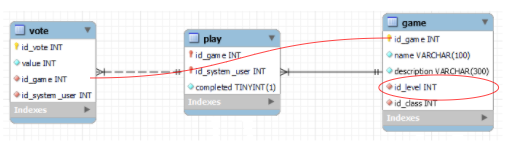 vote
id_vote INT
value INT
id_game INT
id_system_user INT
Indexes
play
id_game INT
id_system_user INT
completed TINYINT(1)
Indexes
game
id_game INT
name VARCHAR(100)
description VARCHAR(300)
id_level INT
id_class INT
Indexes